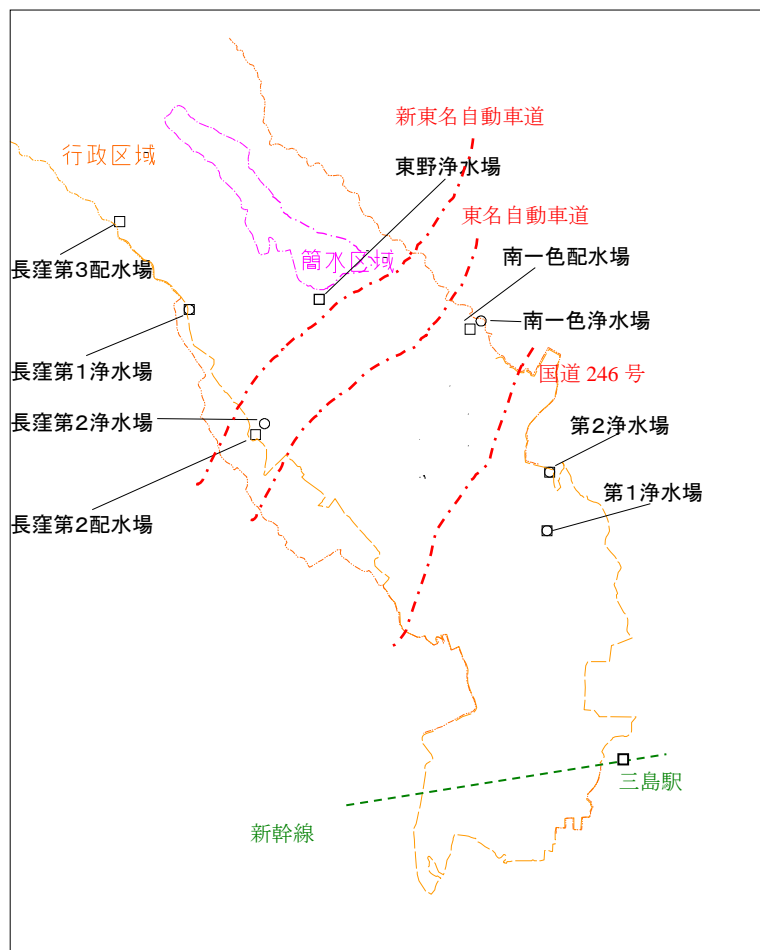 新東名自動車道
行政区域
東野浄水場
東名自動車道
簡水区域
南一色配水場
長窪第3配水場
南一色浄水場
長窪第1浄水場
国道 246 号
長窪第2浄水場
第2浄水場
第1浄水場
長窪第2配水場
三島駅
新幹線